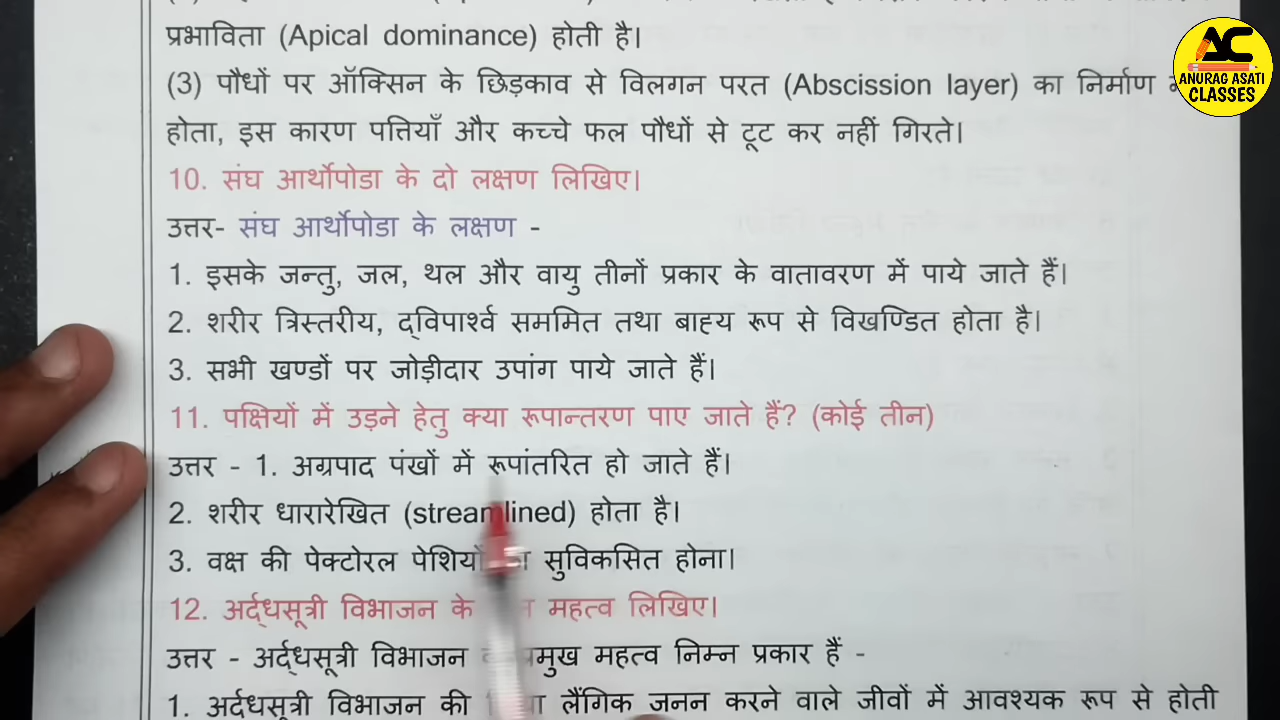 प्रभाविता (Apical dominance) होती है।
(3) पौधों पर ऑक्सिन के छिड़काव से विलगन परत (Abscission layer) का निर्माण
होता, इस कारण पत्तियाँ और कच्चे फल पौधों से टूट कर नहीं गिरते।
10. संघ आर्थोपोडा के दो लक्षण लिखिए।
उत्तर- संघ आर्थोपोडा के लक्षण -
1. इसके जन्तु, जल, थल और वायु तीनों प्रकार के वातावरण में पाये जाते हैं।
2. शरीर त्रिस्तरीय, द्विपार्श्व सममित तथा बाह्य रूप से विखण्डित होता है।
3. सभी खण्डों पर जोड़ीदार उपांग पाये जाते हैं।
11. पक्षियों में उड़ने हेतु क्या रूपान्तरण पाए जाते हैं? (कोई तीन)
उत्तर - 1. अग्रपाद पंखों में रूपांतरित हो जाते हैं।
2. शरीर धारारेखित (streamlined) होता है।
3. वक्ष की पेक्टोरल पेशियों सुविकसित होना।
12. अर्द्धसूत्री विभाजन के महत्व लिखिए।
उत्तर - अर्द्धसूत्री विभाजन प्रमुख महत्व निम्न प्रकार हैं -
1. अर्द्धसूत्री विभाजन की लैंगिक जनन करने वाले जीवों में आवश्यक रूप से होती
AC
ANURAG ASATI
CLASSES